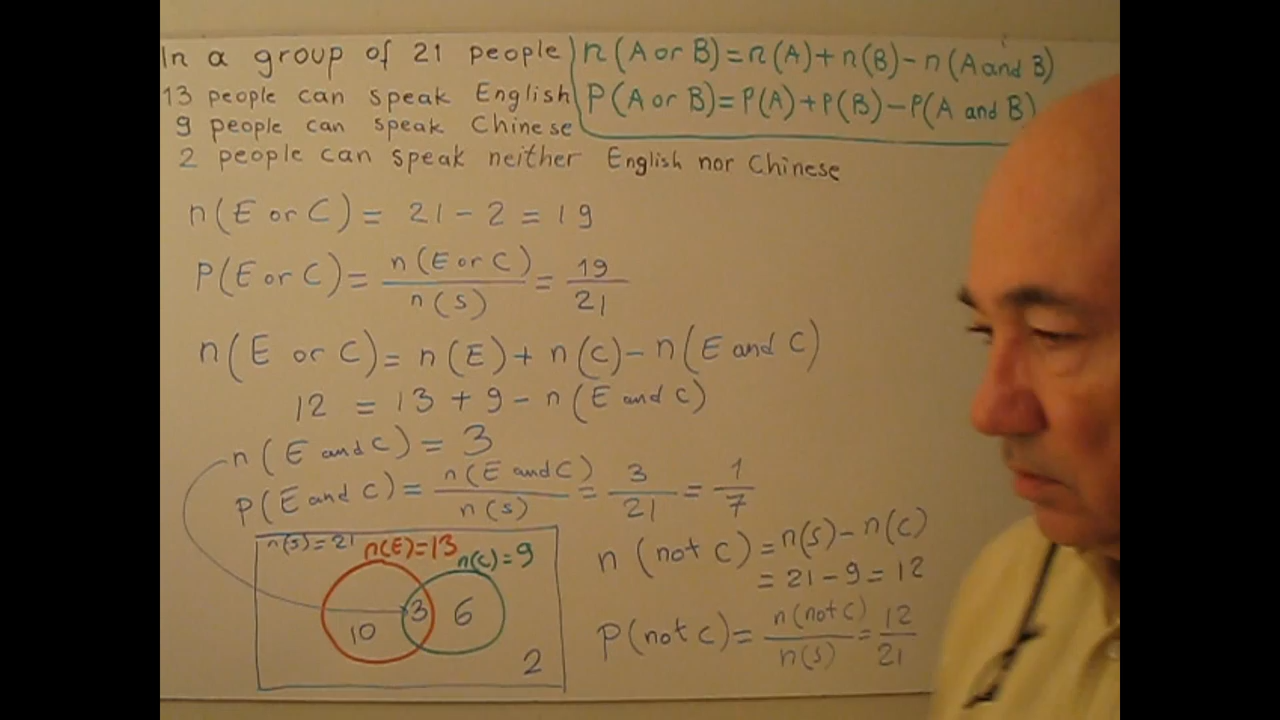 In a group of 21 people
13 people can speak English
9 people can speak Chinese
2 people can speak neither English nor Chinese
n(A or B)=n(A)+n(B)-n(A and B)
P(A or B)=P(A)+P(B)-P(A and B)
n(E or C)= 21-2=19
P(E or C)= n(E or C)/n(s) = 19/21
n(E or C)= n(E)+n(C)-n(E and C)
12 =13+9-n(E and C)
n(E and C)=3
P(E and C)= n(E and C)/n(s) = 3/21 = 1/7
n(s)=21
n(E)=13
n(C)=9
10
3
6
2
n(not C)=n(s)-n(c)
=21-9=12
P(not C)= n(not C)/n(s) = 12/21